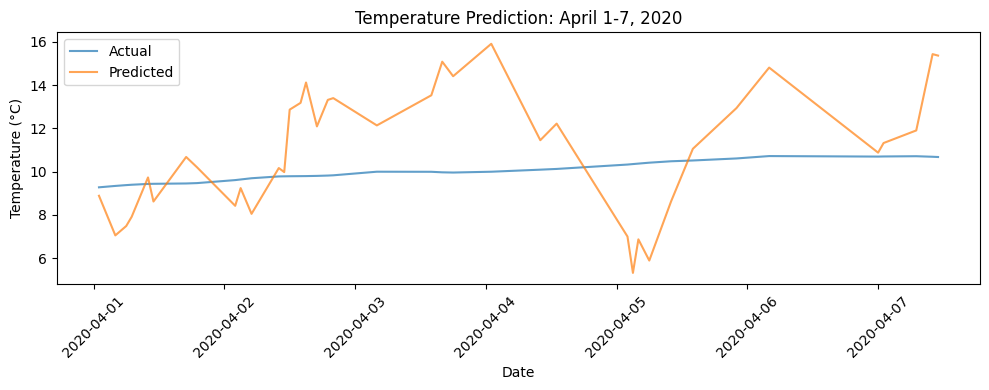 Temperature Prediction: April 1-7, 2020
Actual
Predicted
Temperature (°C)
16
14
12
10
8
6
2020-04-01
2020-04-02
2020-04-03
2020-04-04
2020-04-05
2020-04-06
2020-04-07
Date